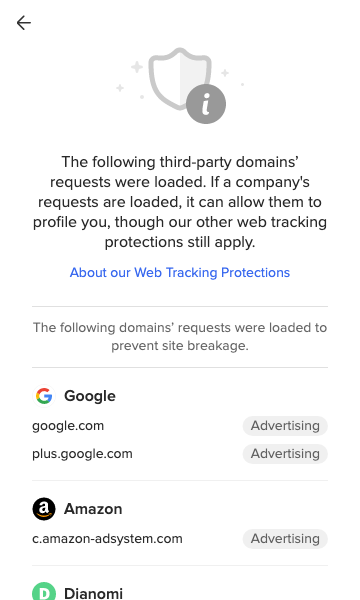 The following third-party domains’
requests were loaded. If a company's
requests are loaded, it can allow them to
profile you, though our other web tracking
protections still apply.
About our Web Tracking Protections
The following domains’ requests were loaded to
prevent site breakage.
Google
google.com Advertising
plus.google.com Advertising
Amazon
c.amazon-adsystem.com Advertising
Dianomi